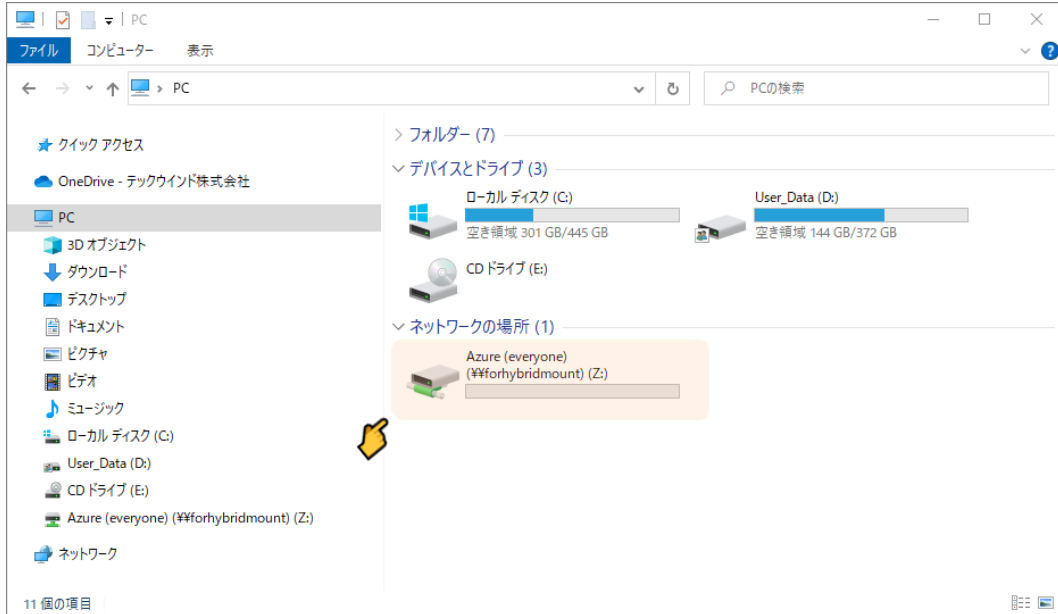 PC
ファイル コンピューター 表示
PC
PCの検索
クイック アクセス
OneDrive - テックウインド株式会社
PC
3D オブジェクト
ダウンロード
デスクトップ
ドキュメント
ピクチャ
ビデオ
ミュージック
ローカル ディスク (C:)
User_Data (D:)
CD ドライブ (E:)
Azure (everyone) (¥¥forhybridmount) (Z:)
ネットワーク
フォルダー (7)
デバイスとドライブ (3)
ローカル ディスク (C:)
空き領域 301 GB/445 GB
User_Data (D:)
空き領域 144 GB/372 GB
CD ドライブ (E:)
ネットワークの場所 (1)
Azure (everyone)
(¥¥forhybridmount) (Z:)
11 個の項目